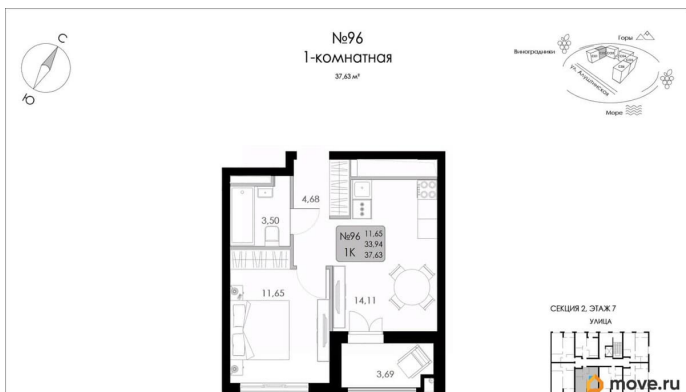 С
Ю
№96
1-комнатная
37,63 м²
Горы
Виноградники
ул. Алуштинская
Море
4,68
3,50
№96 11,65
33,94
1К 37,63
11,65
14,11
3,69
СЕКЦИЯ 2, ЭТАЖ 7
УЛИЦА
move.ru